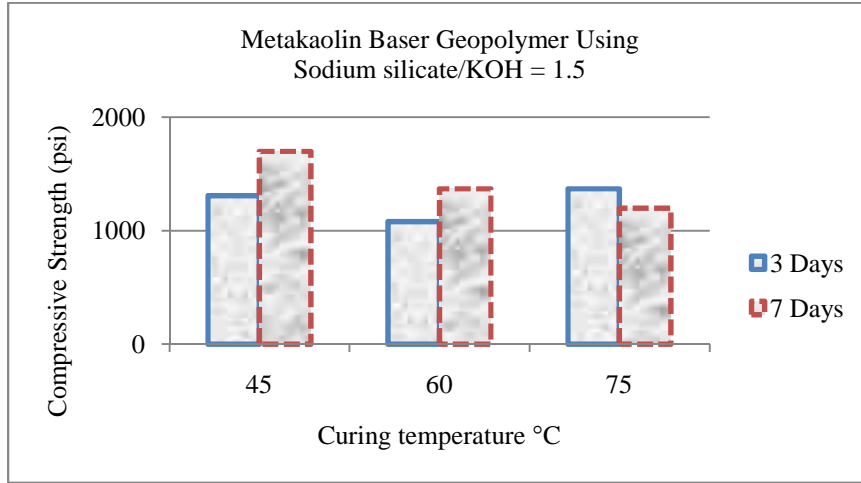 Metakaolin Baser Geopolymer Using
Sodium silicate/KOH = 1.5
Compressive Strength (psi)
2000
1000
0
45
60
75
Curing temperature °C
3 Days
7 Days